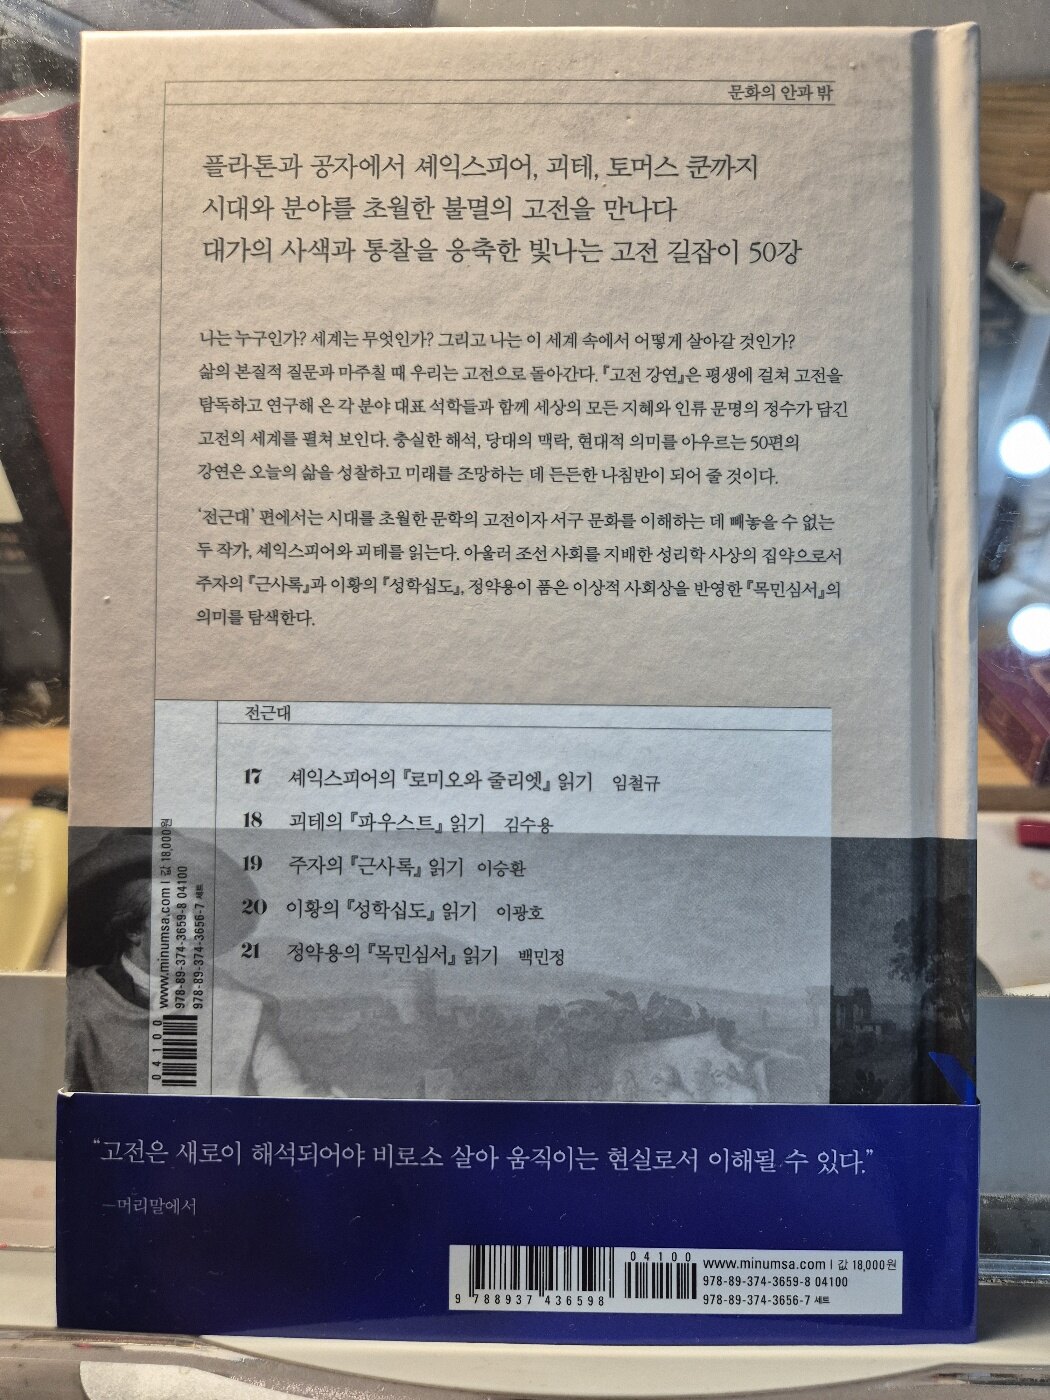 문화의 안과 밖
플라톤과 공자에서 셰익스피어, 괴테, 토머스 쿤까지
시대와 분야를 초월한 불멸의 고전을 만나다
대가의 사색과 통찰을 응축한 빛나는 고전 길잡이 50강
나는 누구인가? 세계는 무엇인가? 그리고 나는 이 세계 속에서 어떻게 살아갈 것인가?
삶의 본질적 질문과 마주칠 때 우리는 고전으로 돌아간다. 『고전 강연』은 평생에 걸쳐 고전을
탐독하고 연구해 온 각 분야 대표 석학들과 함께 세상의 모든 지혜와 인류 문명의 정수가 담긴
고전의 세계를 펼쳐 보인다. 충실한 해석, 당대의 맥락, 현대적 의미를 아우르는 50편의
강연은 오늘의 삶을 성찰하고 미래를 조망하는 데 든든한 나침반이 되어 줄 것이다.
‘전근대’ 편에서는 시대를 초월한 문학의 고전이자 서구 문화를 이해하는 데 빼놓을 수 없는
두 작가, 셰익스피어와 괴테를 읽는다. 아울러 조선 사회를 지배한 성리학 사상의 집약으로서
주자의 『근사록』과 이황의 『성학십도』, 정약용이 품은 이상적 사회상을 반영한 『목민심서』의
의미를 탐색한다.
전근대
17 셰익스피어의 『로미오와 줄리엣』 읽기 임철규
18 괴테의 『파우스트』 읽기 김수용
19 주자의 『근사록』 읽기 이승환
20 이황의 『성학십도』 읽기 이광호
21 정약용의 『목민심서』 읽기 백민정
04100
www.minumsa.com | 값 18,000원
978-89-374-3659-8 04100
978-89-374-3656-7 세트
“고전은 새로이 해석되어야 비로소 살아 움직이는 현실로서 이해될 수 있다.”
—머리말에서
9 788937 436598
04100
www.minumsa.com | 값 18,000원
978-89-374-3659-8 04100
978-89-374-3656-7 세트